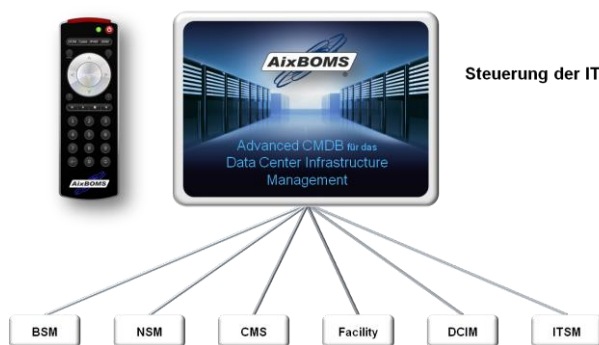 AixBOMS
®
Advanced CMDB für das
Data Center Infrastructure
Management
Steuerung der IT
AixBOMS
BSM
NSM
CMS
Facility
DCIM
ITSM